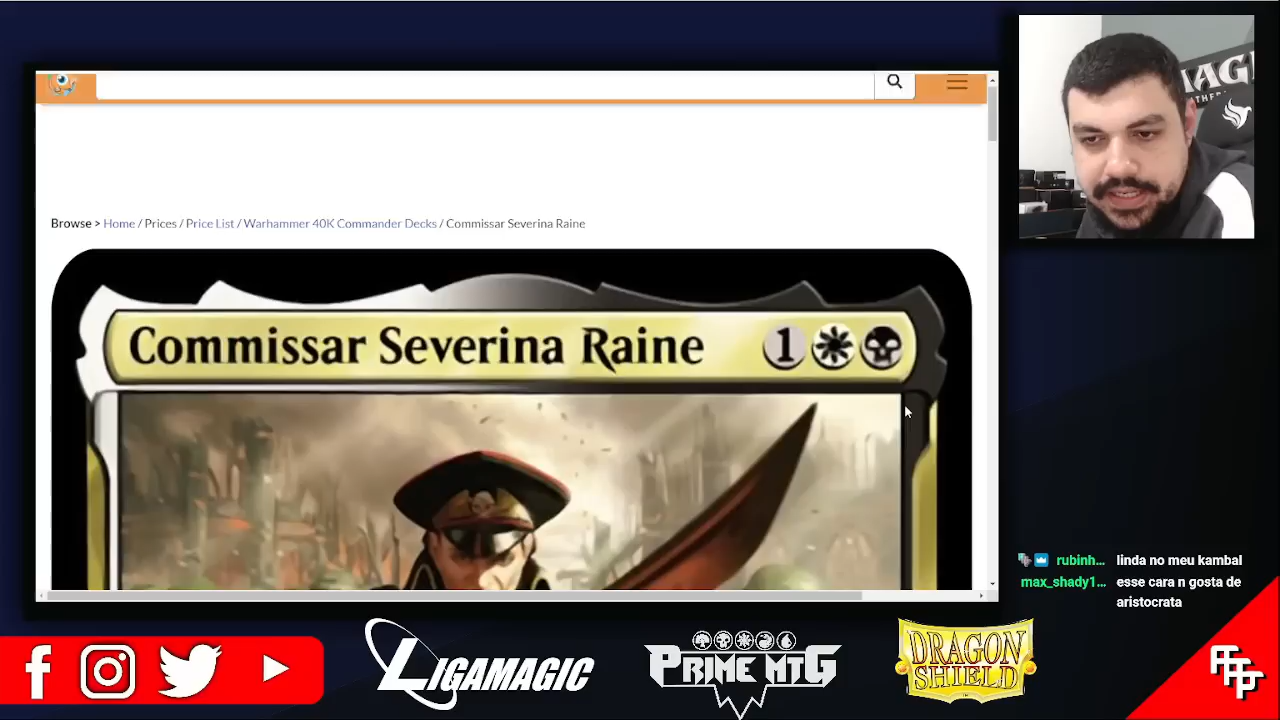 Browse > Home / Prices / Price List / Warhammer 40K Commander Decks / Commissar Severina Raine
Commissar Severina Raine 1
MAGI
rubinh... linda no meu kambal
max_shady1... esse cara n gosta de
aristocrata
LIGAMAGIC
PRIME MTG
DRAGON
SHIELD